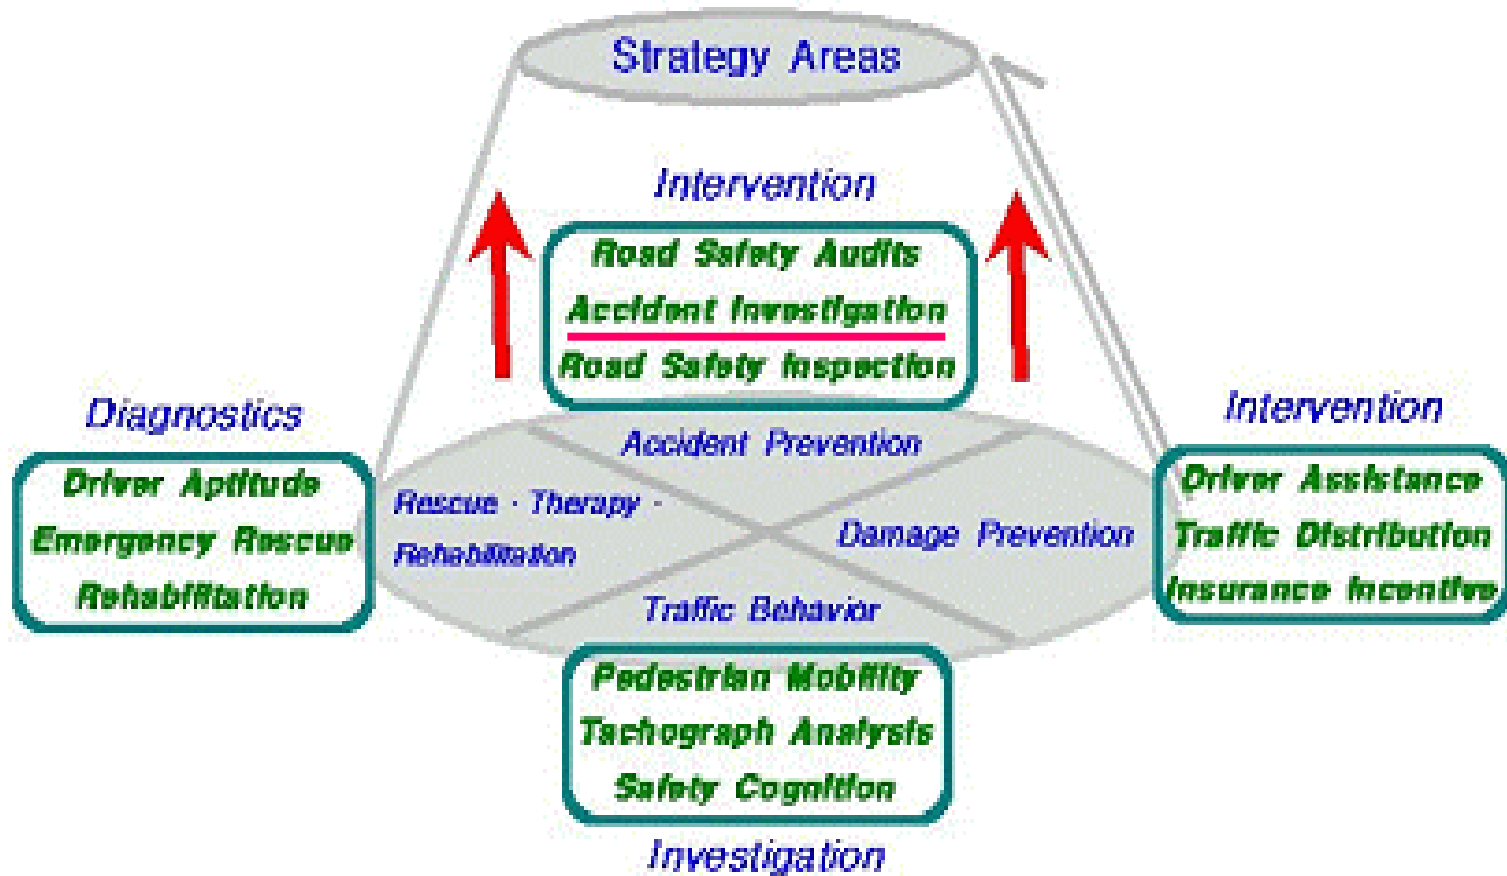 Strategy Areas
Intervention
Road Safety Audits
Accident Investigation
Road Safety Inspection
Diagnostics
Driver Aptitude
Emergency Rescue
Rehabilitation
Accident Prevention
Rescue · Therapy ·
Rehabilitation
Damage Prevention
Traffic Behavior
Intervention
Driver Assistance
Traffic Distribution
Insurance Incentive
Pedestrian Mobility
Tachograph Analysis
Safety Cognition
Investigation